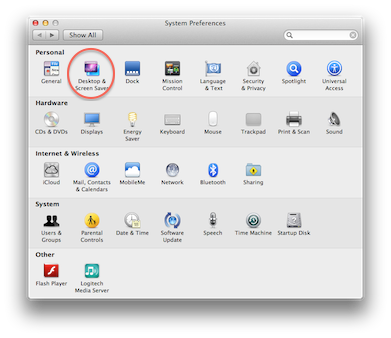 System Preferences
Show All
Personal
General
Desktop &
Screen Saver
Dock
Mission
Control
Language
& Text
Security
& Privacy
Spotlight
Universal
Access
Hardware
CDs & DVDs
Displays
Energy
Saver
Keyboard
Mouse
Trackpad
Print & Scan
Sound
Internet & Wireless
iCloud
Mail, Contacts
& Calendars
MobileMe
Network
Bluetooth
Sharing
System
Users &
Groups
Parental
Controls
Date & Time
Software
Update
Speech
Time Machine
Startup Disk
Other
Flash Player
Logitech
Media Server